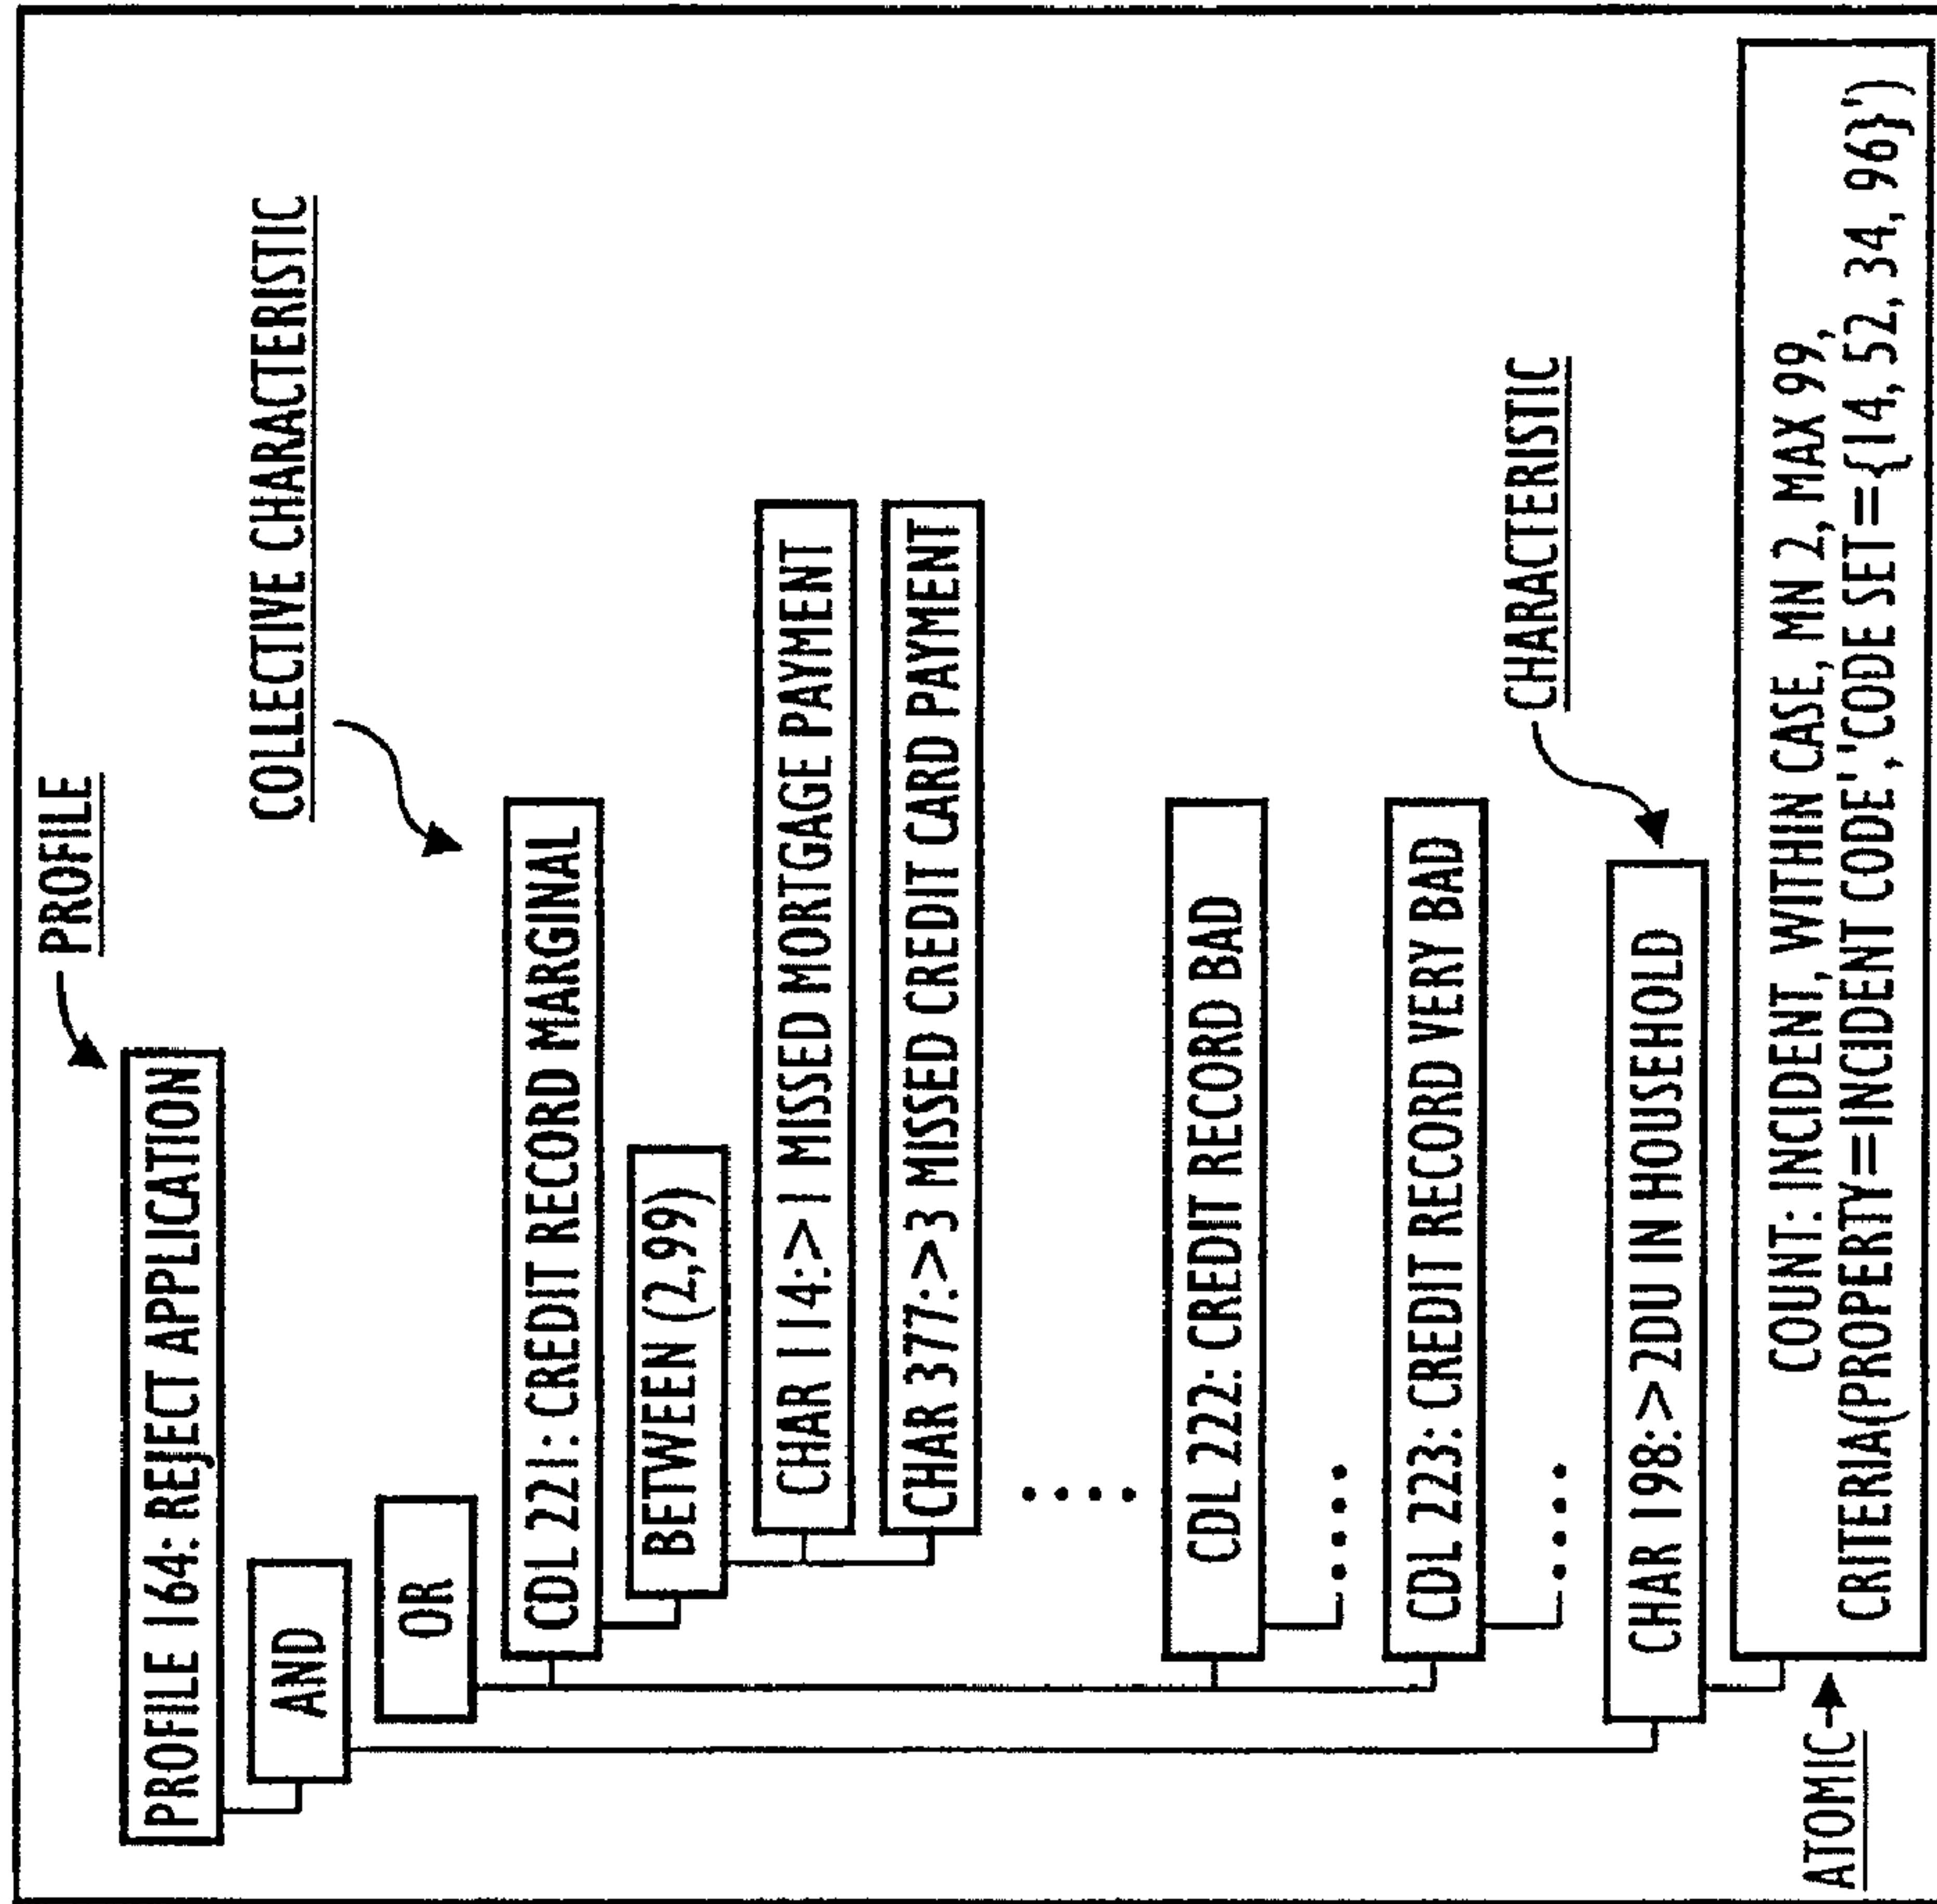 PROFILE
PROFILE 164: REJECT APPLICATION
AND
COLLECTIVE CHARACTERISTIC
OR
CDL 221: CREDIT RECORD MARGINAL
BETWEEN (2,99)
CHAR 114:>1 MISSED MORTGAGE PAYMENT
CHAR 377:>3 MISSED CREDIT CARD PAYMENT
....
CDL 222: CREDIT RECORD BAD
....
CDL 223: CREDIT RECORD VERY BAD
....
CHARACTERISTIC
CHAR 198:>2DU IN HOUSEHOLD
ATOMIC
COUNT: INCIDENT, WITHIN CASE, MN 2, MAX 99,
CRITERIA(PROPERTY=INCIDENT CODE','CODE SET={14, 52, 34, 96}')